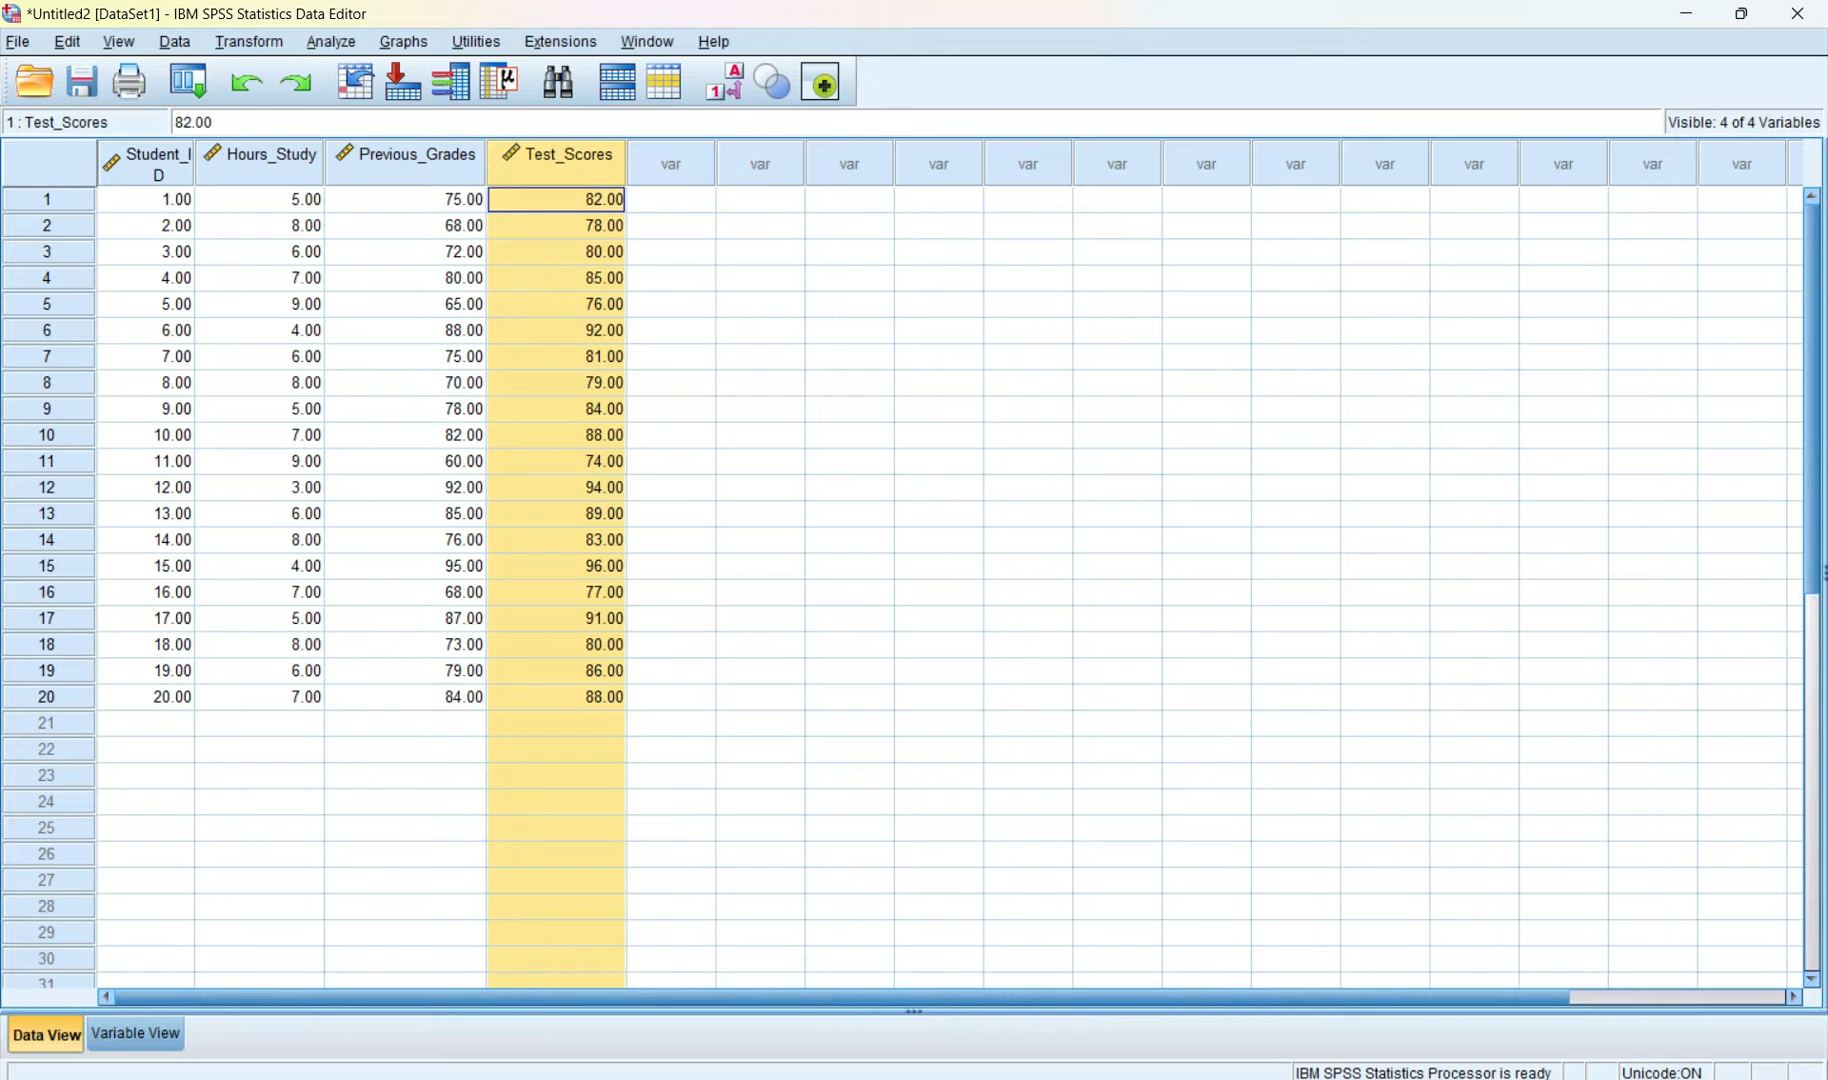 *Untitled2 [DataSet1] - IBM SPSS Statistics Data Editor
File Edit View Data Transform Analyze Graphs Utilities Extensions Window Help
1 : Test_Scores 82.00 Visible: 4 of 4 Variables
Student_I Hours_Study Previous_Grades Test_Scores var var var var var var var var var var var var var
D
1 1.00 5.00 75.00 82.00
2 2.00 8.00 68.00 78.00
3 3.00 6.00 72.00 80.00
4 4.00 7.00 80.00 85.00
5 5.00 9.00 65.00 76.00
6 6.00 4.00 88.00 92.00
7 7.00 6.00 75.00 81.00
8 8.00 8.00 70.00 79.00
9 9.00 5.00 78.00 84.00
10 10.00 7.00 82.00 88.00
11 11.00 9.00 60.00 74.00
12 12.00 3.00 92.00 94.00
13 13.00 6.00 85.00 89.00
14 14.00 8.00 76.00 83.00
15 15.00 4.00 95.00 96.00
16 16.00 7.00 68.00 77.00
17 17.00 5.00 87.00 91.00
18 18.00 8.00 73.00 80.00
19 19.00 6.00 79.00 86.00
20 20.00 7.00 84.00 88.00
21
22
23
24
25
26
27
28
29
30
31
Data View Variable View
IBM SPSS Statistics Processor is ready Unicode:ON